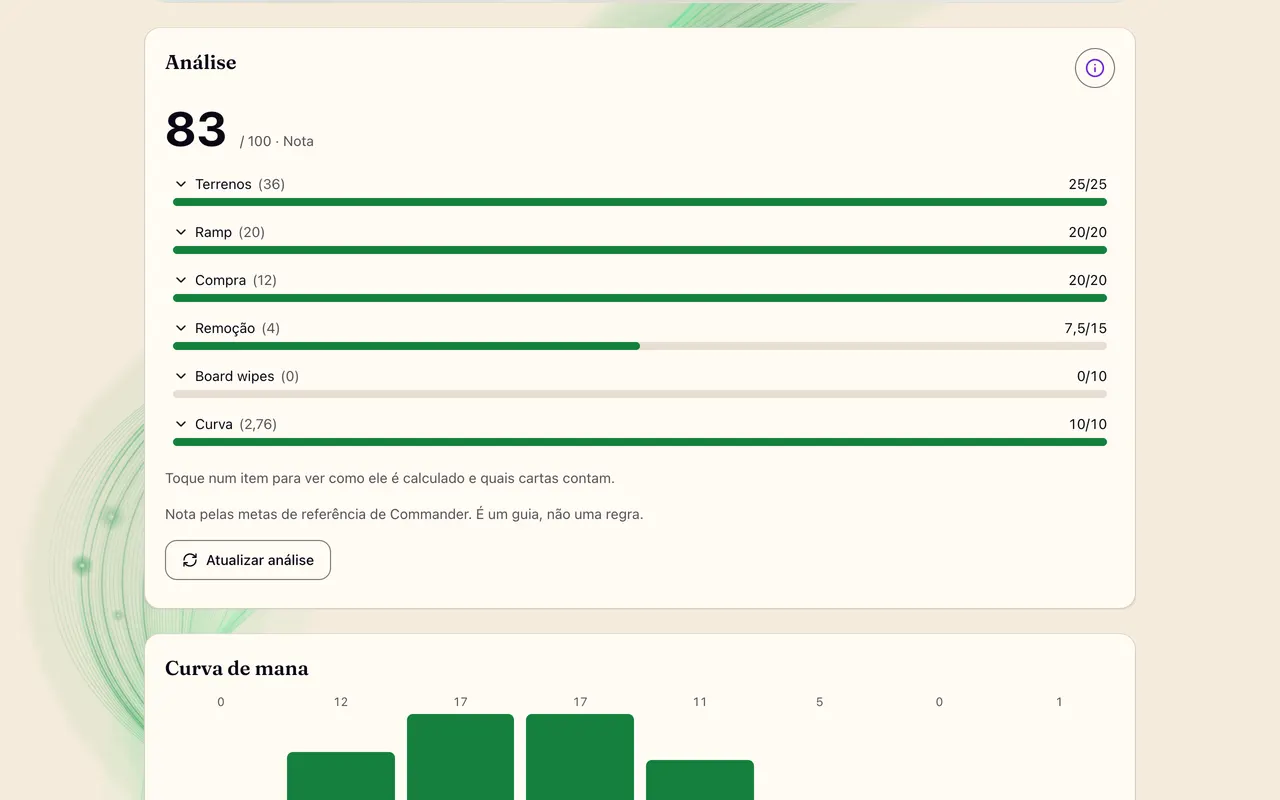 Análise
83 / 100 · Nota
Terrenos (36) 25/25
Ramp (20) 20/20
Compra (12) 20/20
Remoção (4) 7,5/15
Board wipes (0) 0/10
Curva (2,76) 10/10
Toque num item para ver como ele é calculado e quais cartas contam.
Nota pelas metas de referência de Commander. É um guia, não uma regra.
Atualizar análise
Curva de mana
0 12 17 17 11 5 0 1